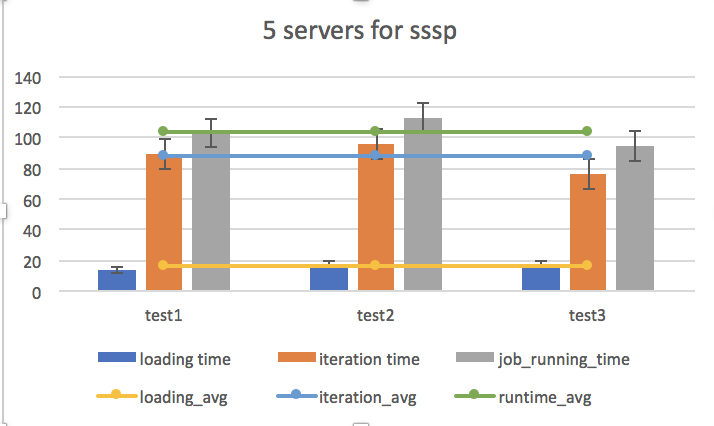 5 servers for sssp
140
120
100
80
60
40
20
0
test1 test2 test3
loading time iteration time job_running_time
loading_avg iteration_avg runtime_avg